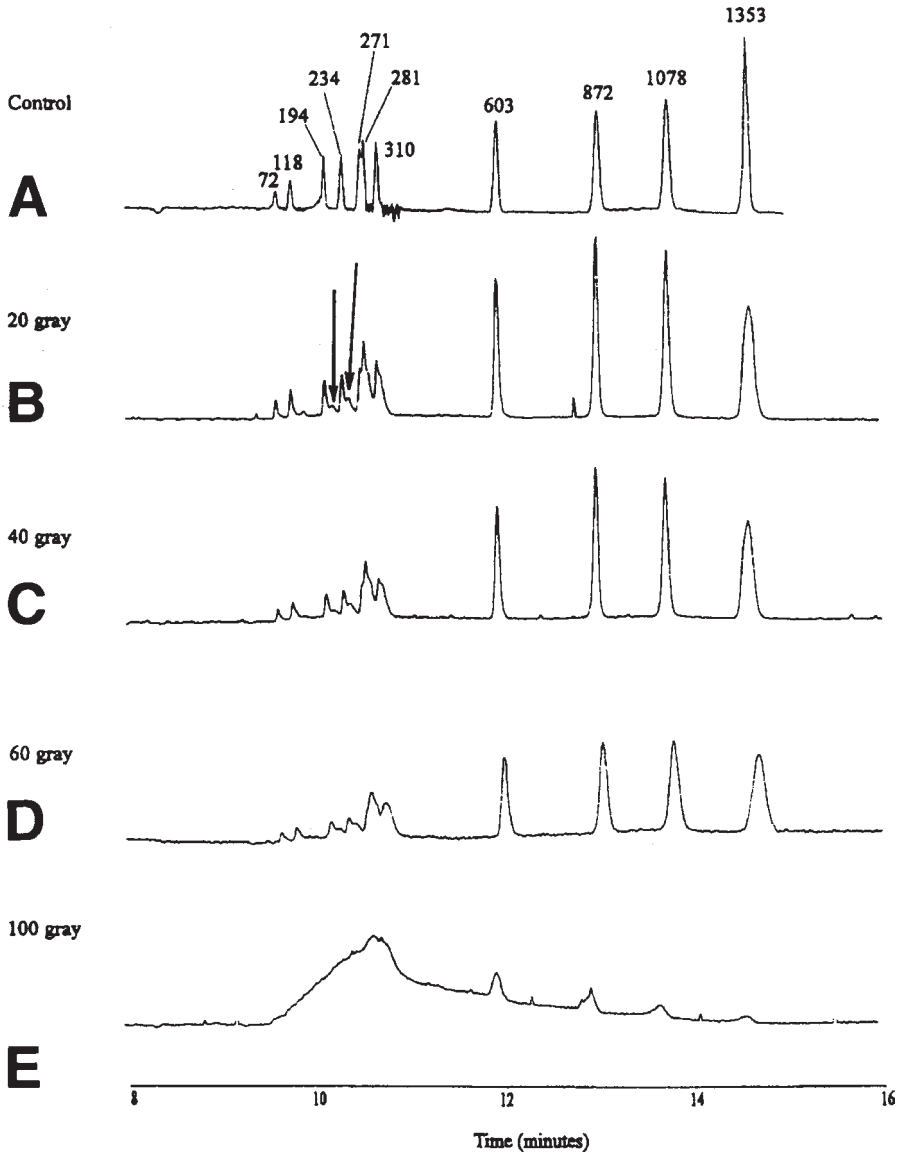 1353
271
234
281
1078
Control
603
872
194
310
118
72
A
20 gray
B
40 gray
C
60 gray
D
100 gray
E
8 10 12 14 16
Time (minutes)